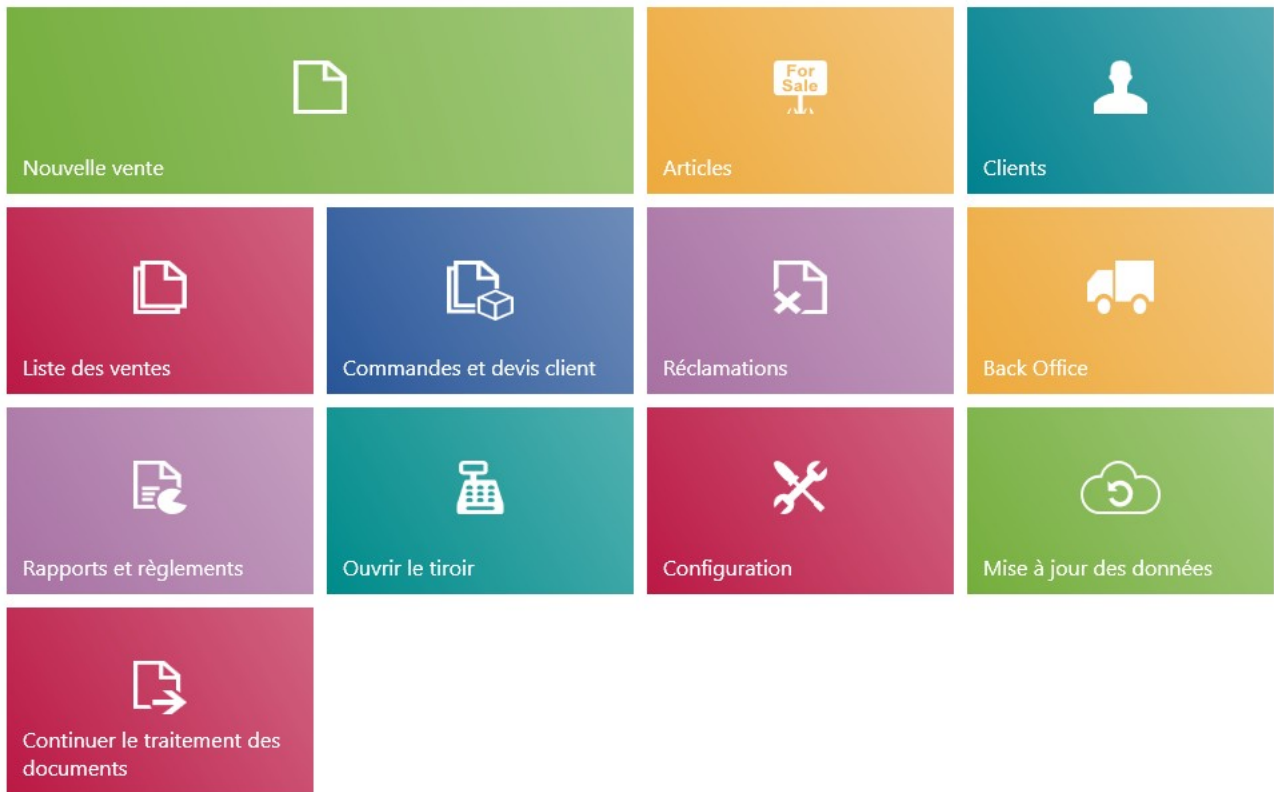 For
Sale
Nouvelle vente
Articles
Clients
Liste des ventes
Commandes et devis client
Réclamations
Back Office
Rapports et règlements
Ouvrir le tiroir
Configuration
Mise à jour des données
Continuer le traitement des
documents